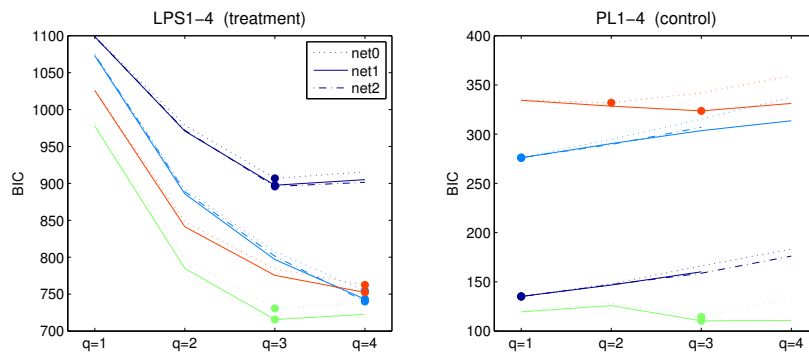 LPS1−4 (treatment)
BIC
1100
1050
1000
950
900
850
800
750
700
q=1
q=2
q=3
q=4
net0
net1
net2
PL1−4 (control)
BIC
400
350
300
250
200
150
100
q=1
q=2
q=3
q=4